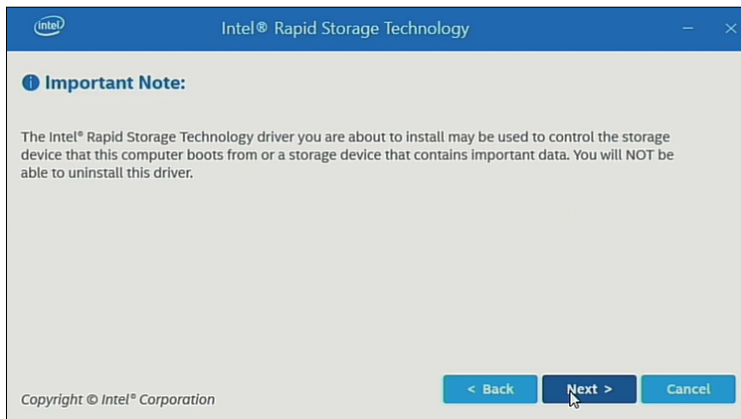 intel
Intel® Rapid Storage Technology
Important Note:
The Intel® Rapid Storage Technology driver you are about to install may be used to control the storage
device that this computer boots from or a storage device that contains important data. You will NOT be
able to uninstall this driver.
< Back
Next >
Cancel
Copyright © Intel® Corporation